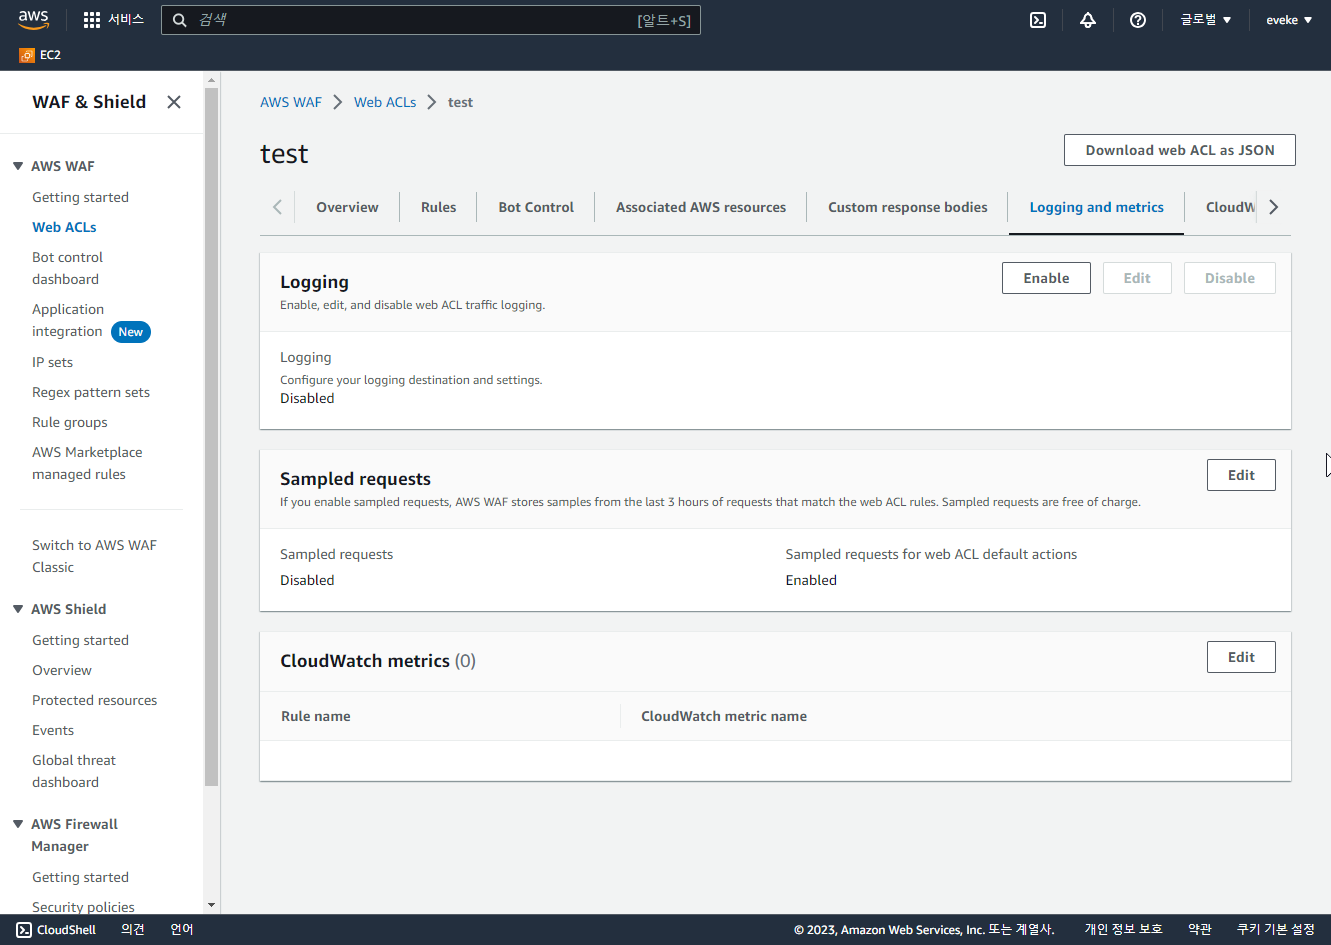 aws
서비스
검색
[알트+S]
글로벌 ▼
eveke ▼
EC2
WAF & Shield
AWS WAF
Getting started
Web ACLs
Bot control
dashboard
Application
integration New
IP sets
Regex pattern sets
Rule groups
AWS Marketplace
managed rules
Switch to AWS WAF
Classic
AWS Shield
Getting started
Overview
Protected resources
Events
Global threat
dashboard
AWS Firewall
Manager
Getting started
Security policies
AWS WAF > Web ACLs > test
test
Download web ACL as JSON
Overview
Rules
Bot Control
Associated AWS resources
Custom response bodies
Logging and metrics
CloudW
Logging
Enable, edit, and disable web ACL traffic logging.
Enable
Edit
Disable
Logging
Configure your logging destination and settings.
Disabled
Sampled requests
If you enable sampled requests, AWS WAF stores samples from the last 3 hours of requests that match the web ACL rules. Sampled requests are free of charge.
Edit
Sampled requests
Disabled
Sampled requests for web ACL default actions
Enabled
CloudWatch metrics (0)
Edit
Rule name
CloudWatch metric name
CloudShell
의견
언어
© 2023, Amazon Web Services, Inc. 또는 계열사.
개인 정보 보호
약관
쿠키 기본 설정